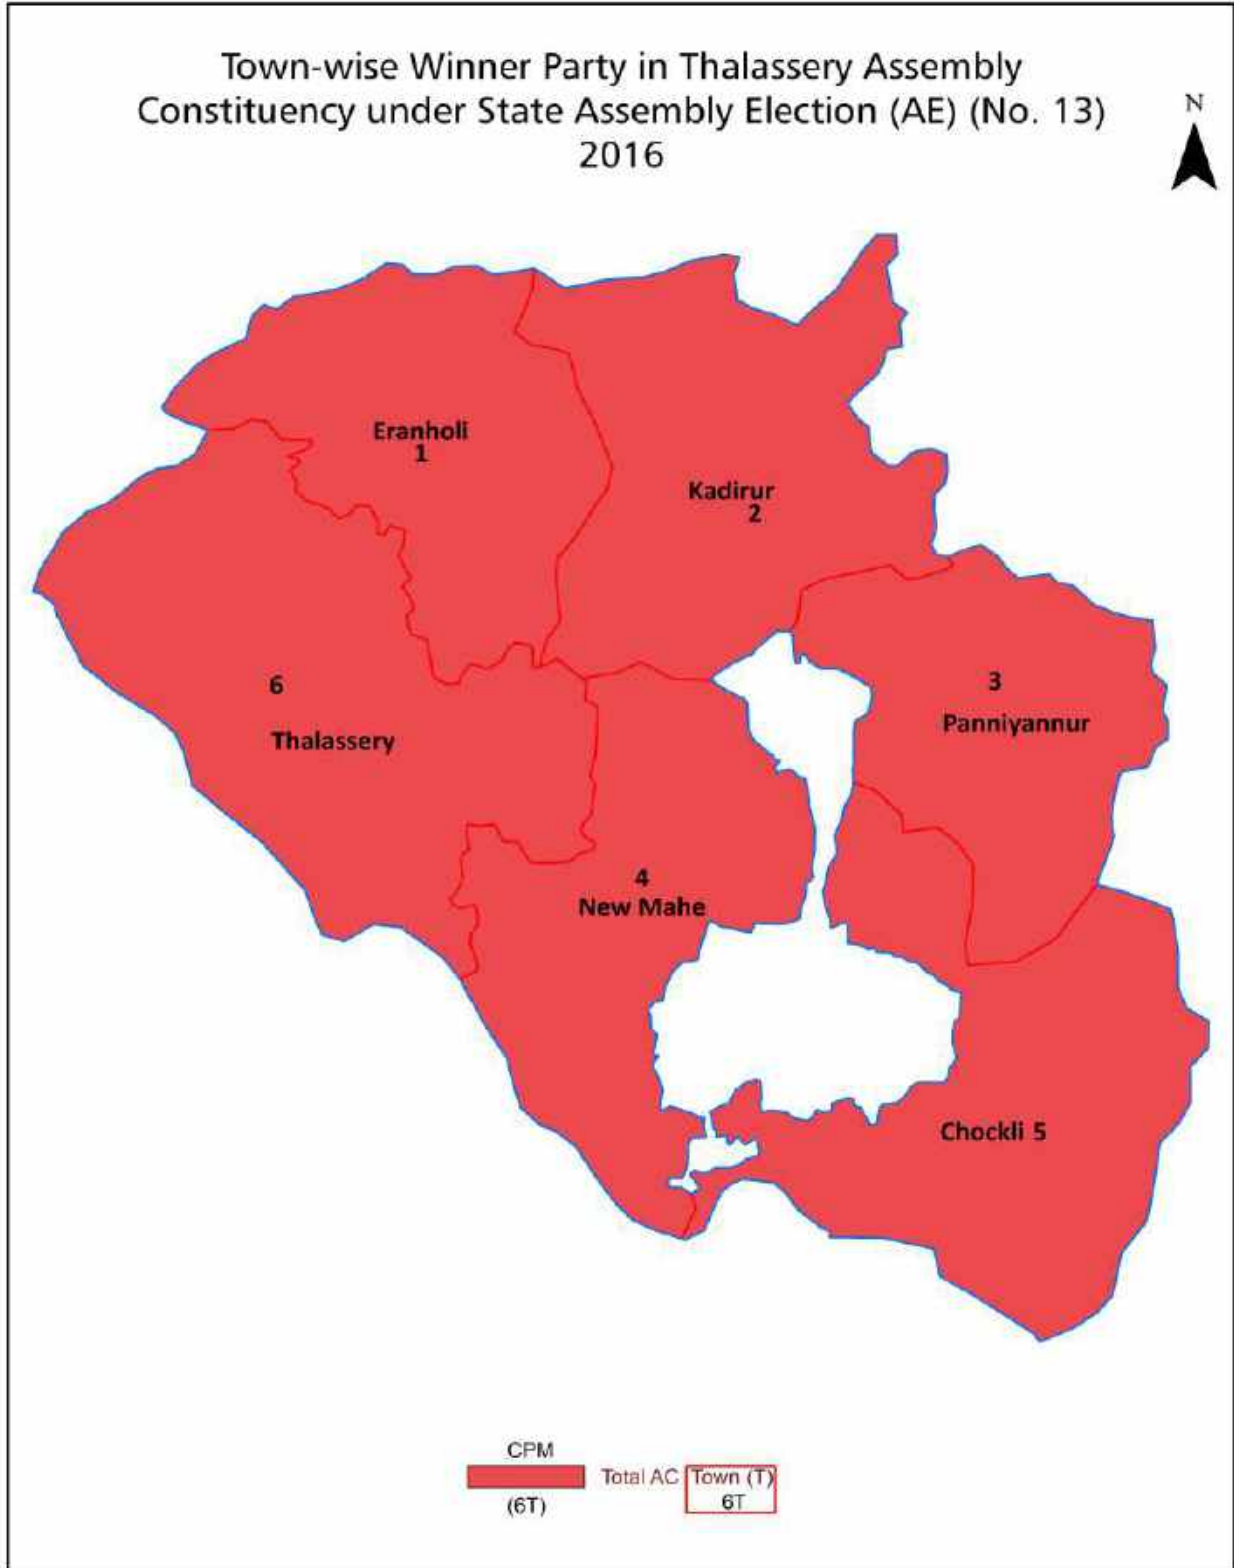 Town-wise Winner Party in Thalassery Assembly
Constituency under State Assembly Election (AE) (No. 13)
2016
N
Eranholi
1
Kadirur
2
3
Panniyannur
6
Thalassery
4
New Mahe
Chockli 5
CPM
Total AC Town (T)
(6T) 6T